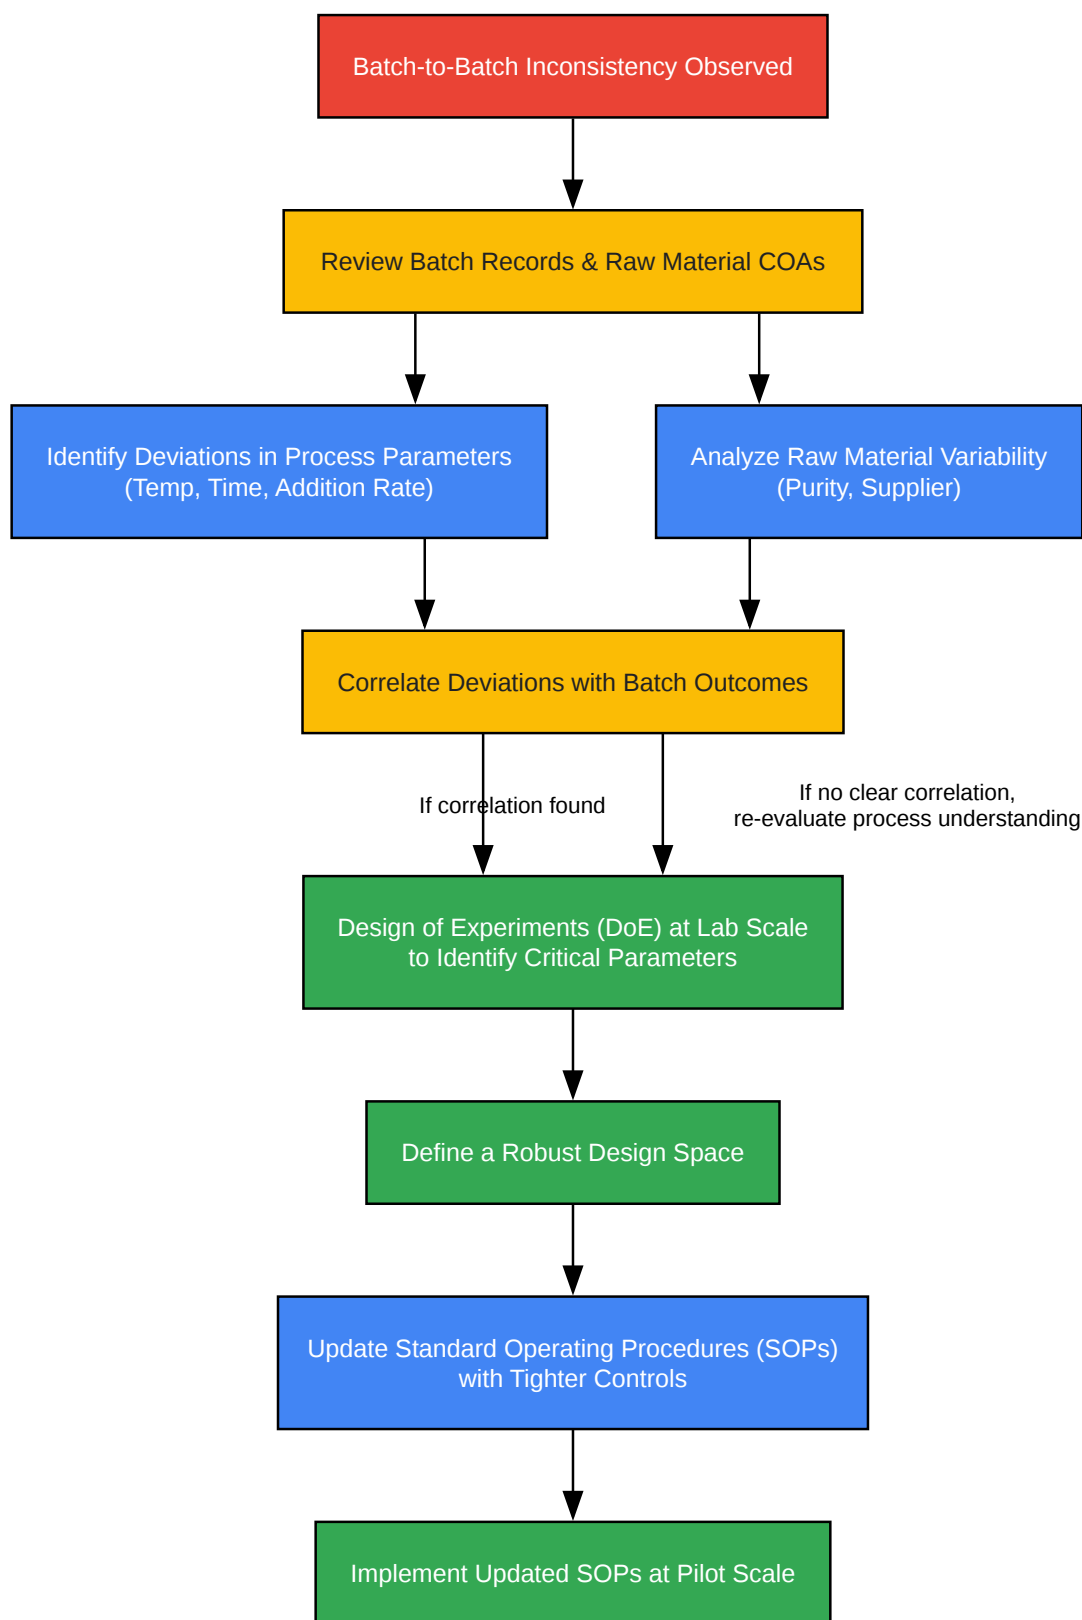 Batch-to-Batch Inconsistency Observed
Review Batch Records & Raw Material COAs
Identify Deviations in Process Parameters
(Temp, Time, Addition Rate)
Analyze Raw Material Variability
(Purity, Supplier)
Correlate Deviations with Batch Outcomes
If correlation found
If no clear correlation,
re-evaluate process understanding
Design of Experiments (DoE) at Lab Scale
to Identify Critical Parameters
Define a Robust Design Space
Update Standard Operating Procedures (SOPs)
with Tighter Controls
Implement Updated SOPs at Pilot Scale